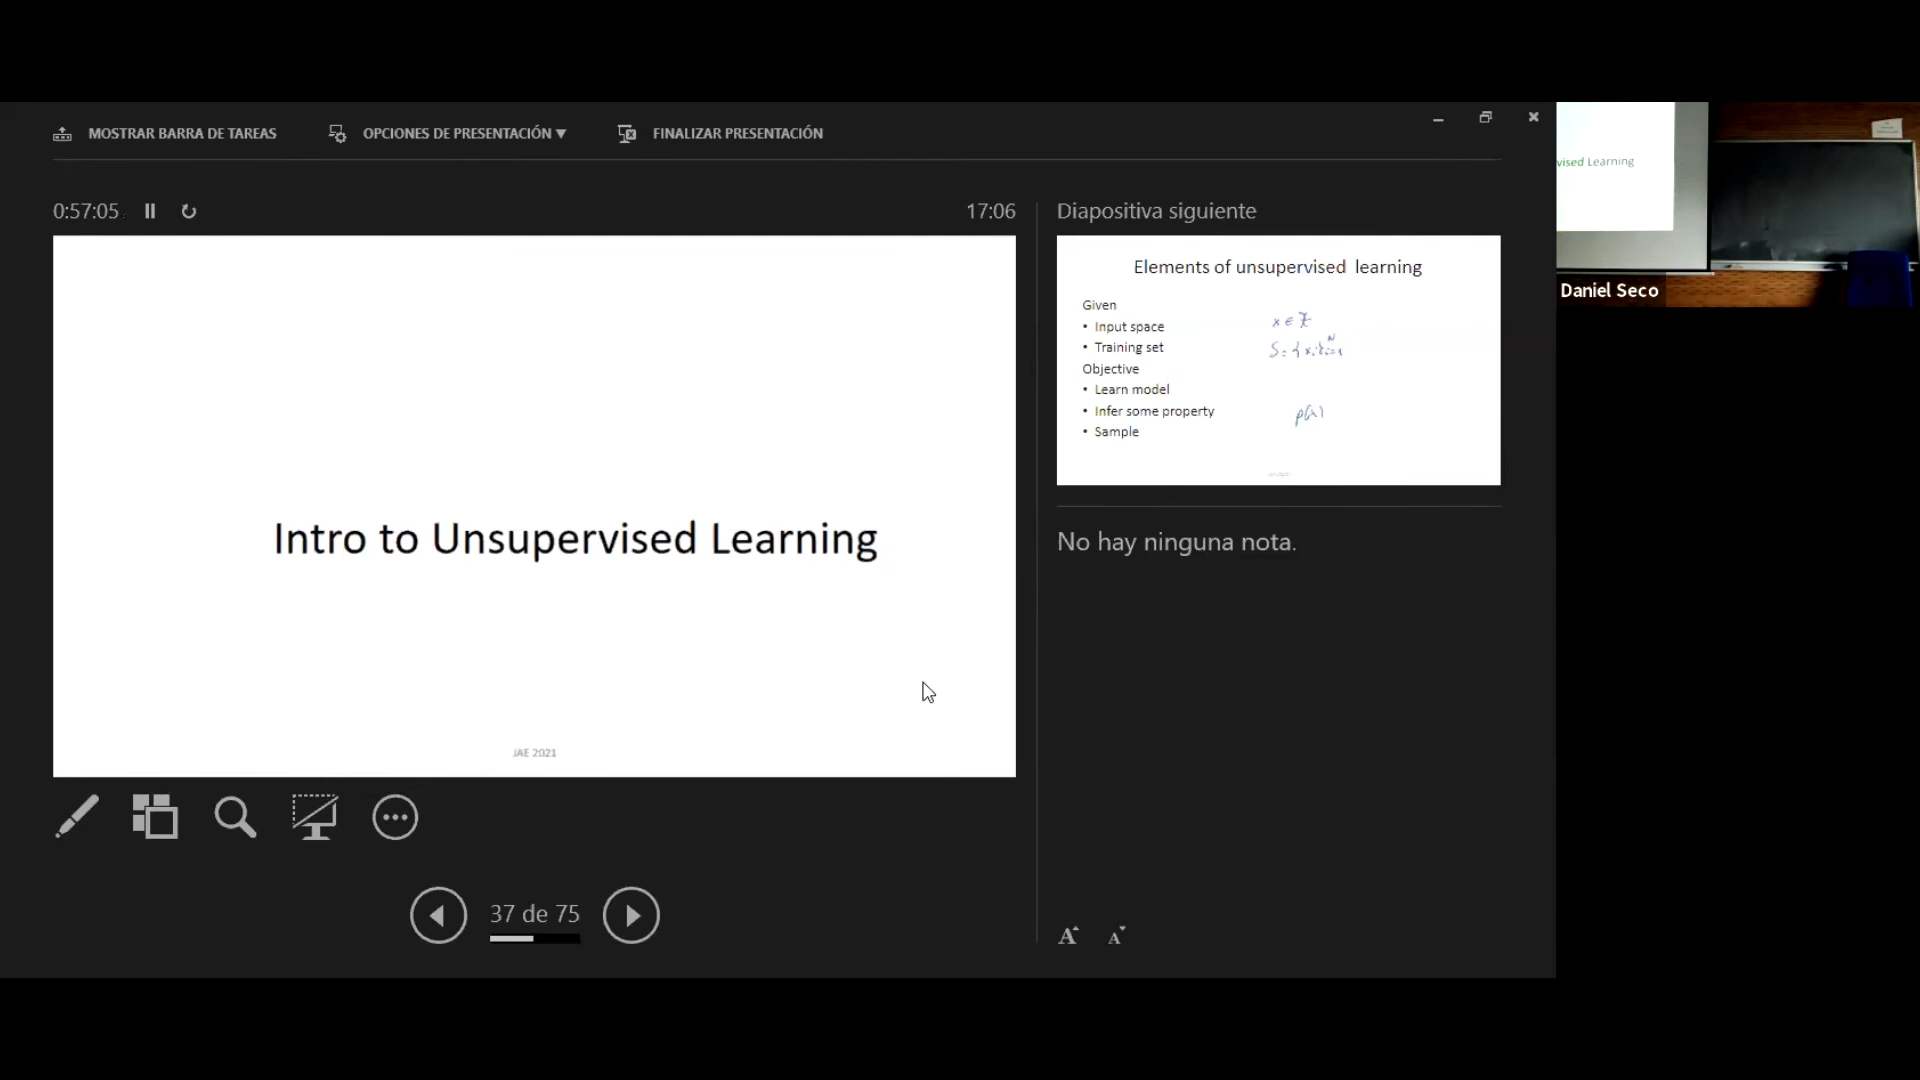 MOSTRAR BARRA DE TAREAS
OPCIONES DE PRESENTACIÓN
FINALIZAR PRESENTACIÓN
0:57:05
17:06
Intro to Unsupervised Learning
JAE 2021
37 de 75
Diapositiva siguiente
Elements of unsupervised learning
Given
• Input space
x ∈
• Training set
Objective
• Learn model
• Infer some property
p(x)
• Sample
No hay ninguna nota.
A A
vised Learning
Daniel Seco